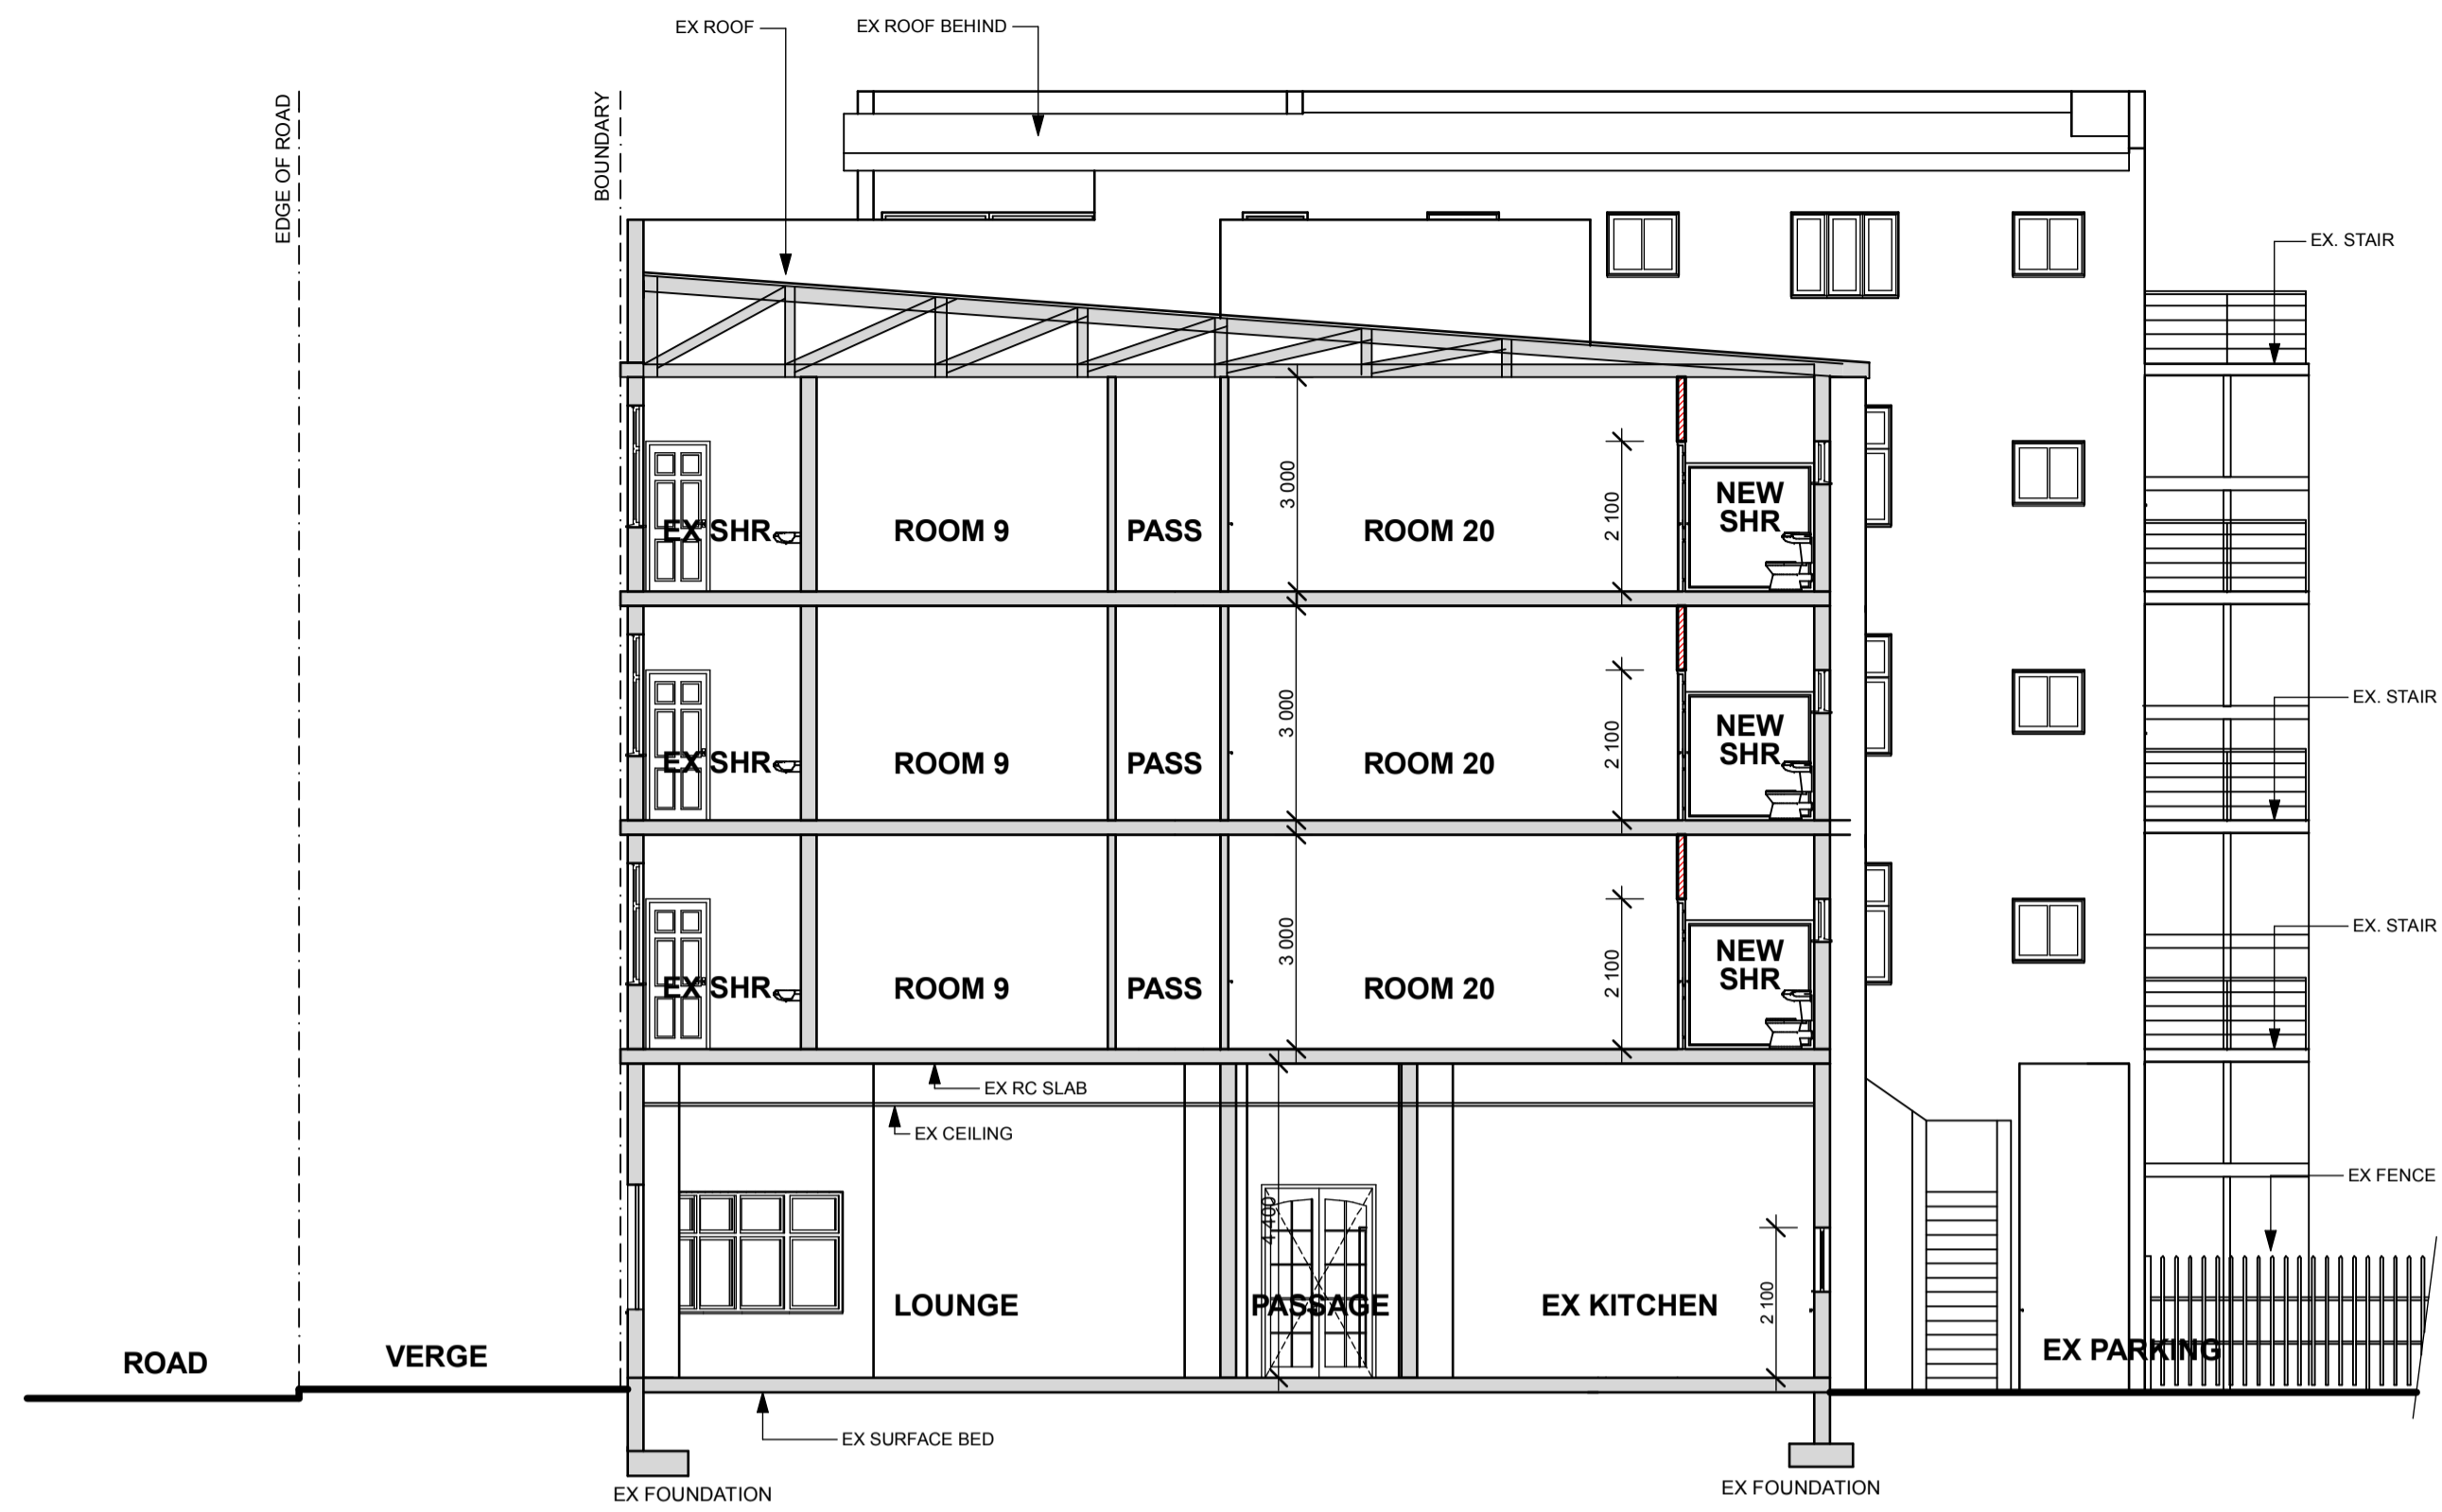 EX ROOF
EX ROOF BEHIND
EDGE OF ROAD
BOUNDARY
EX. STAIR
EX SHR
ROOM 9
PASS
3 000
ROOM 20
2 100
NEW
SHR
EX. STAIR
EX SHR
ROOM 9
PASS
3 000
ROOM 20
2 100
NEW
SHR
EX. STAIR
EX SHR
ROOM 9
PASS
3 000
ROOM 20
2 100
NEW
SHR
EX RC SLAB
EX CEILING
EX FENCE
4 400
LOUNGE
PASSAGE
EX KITCHEN
2 100
ROAD
VERGE
EX PARKING
EX SURFACE BED
EX FOUNDATION
EX FOUNDATION